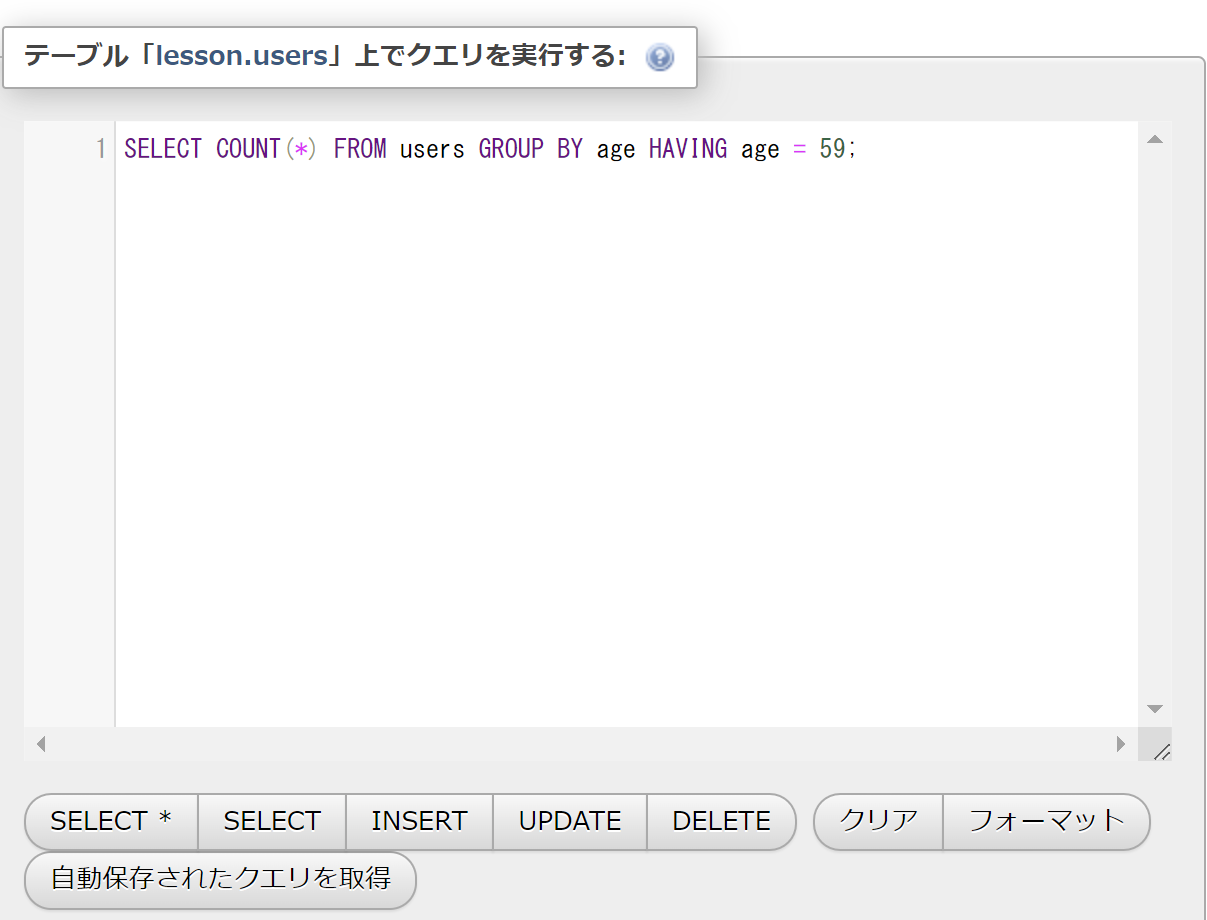 テーブル「lesson.users」上でクエリを実行する:
1 SELECT COUNT(*) FROM users GROUP BY age HAVING age = 59;
SELECT * SELECT INSERT UPDATE DELETE クリア フォーマット
自動保存されたクエリを取得